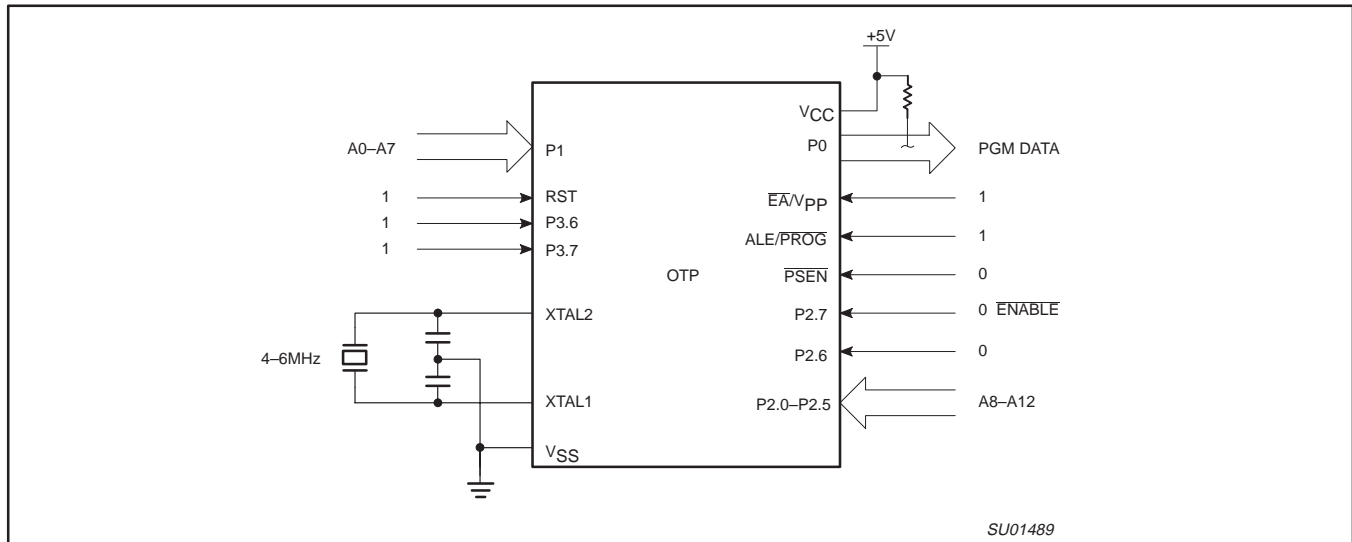 +5V
VCC
P0
PGM DATA
A0–A7
P1
1
RST
EA/VPP
1
1
P3.6
ALE/PROG
1
1
P3.7
OTP
PSEN
0
XTAL2
P2.7
0 ENABLE
4–6MHz
P2.6
0
XTAL1
P2.0–P2.5
A8–A12
VSS
SU01489